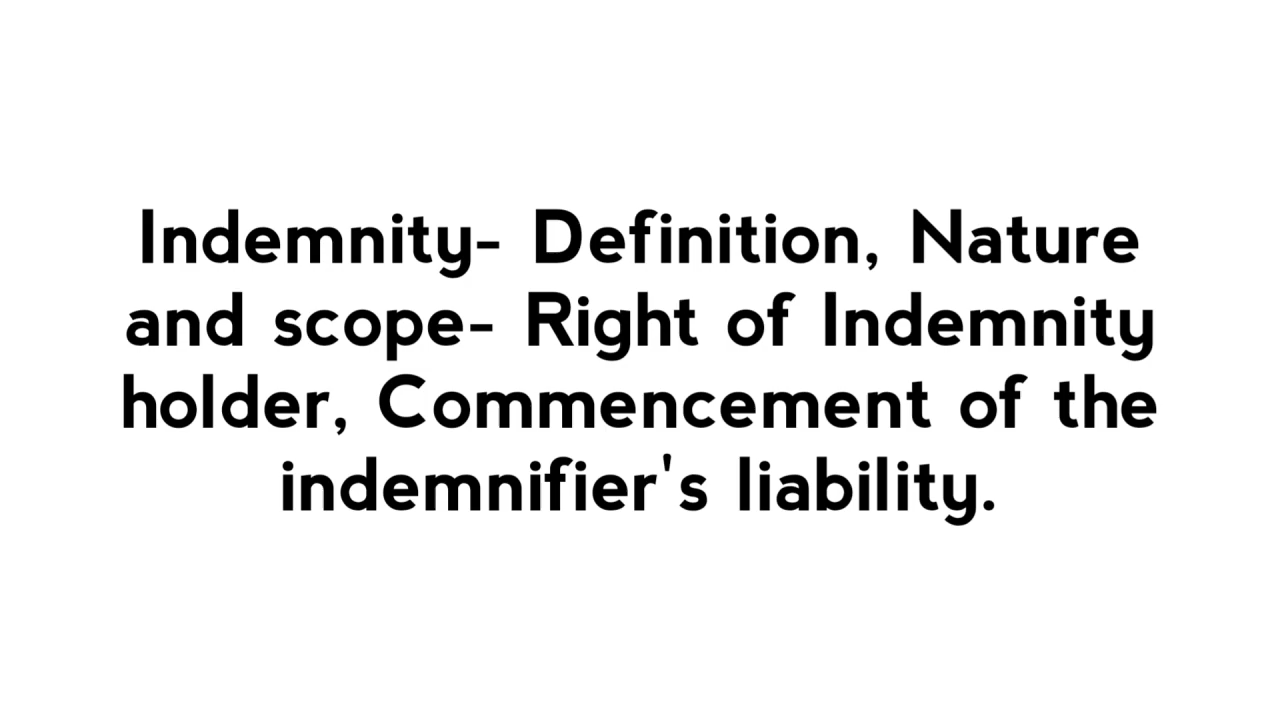 Indemnity- Definition, Nature
and scope- Right of Indemnity
holder, Commencement of the
indemnifier's liability.